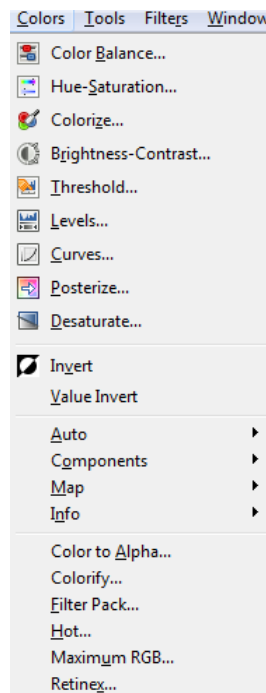 Colors Tools Filters Window
Color Balance...
Hue-Saturation...
Colorize...
Brightness-Contrast...
Threshold...
Levels...
Curves...
Posterize...
Desaturate...
Invert
Value Invert
Auto
Components
Map
Info
Color to Alpha...
Colorify...
Filter Pack...
Hot...
Maximum RGB...
Retinex...